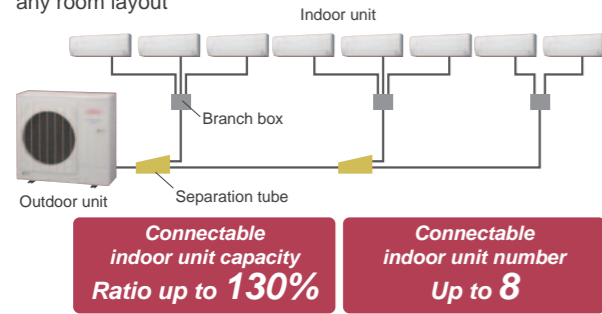 any room layout
Indoor unit
Branch box
Separation tube
Outdoor unit
Connectable
indoor unit capacity
Ratio up to 130%
Connectable
indoor unit number
Up to 8